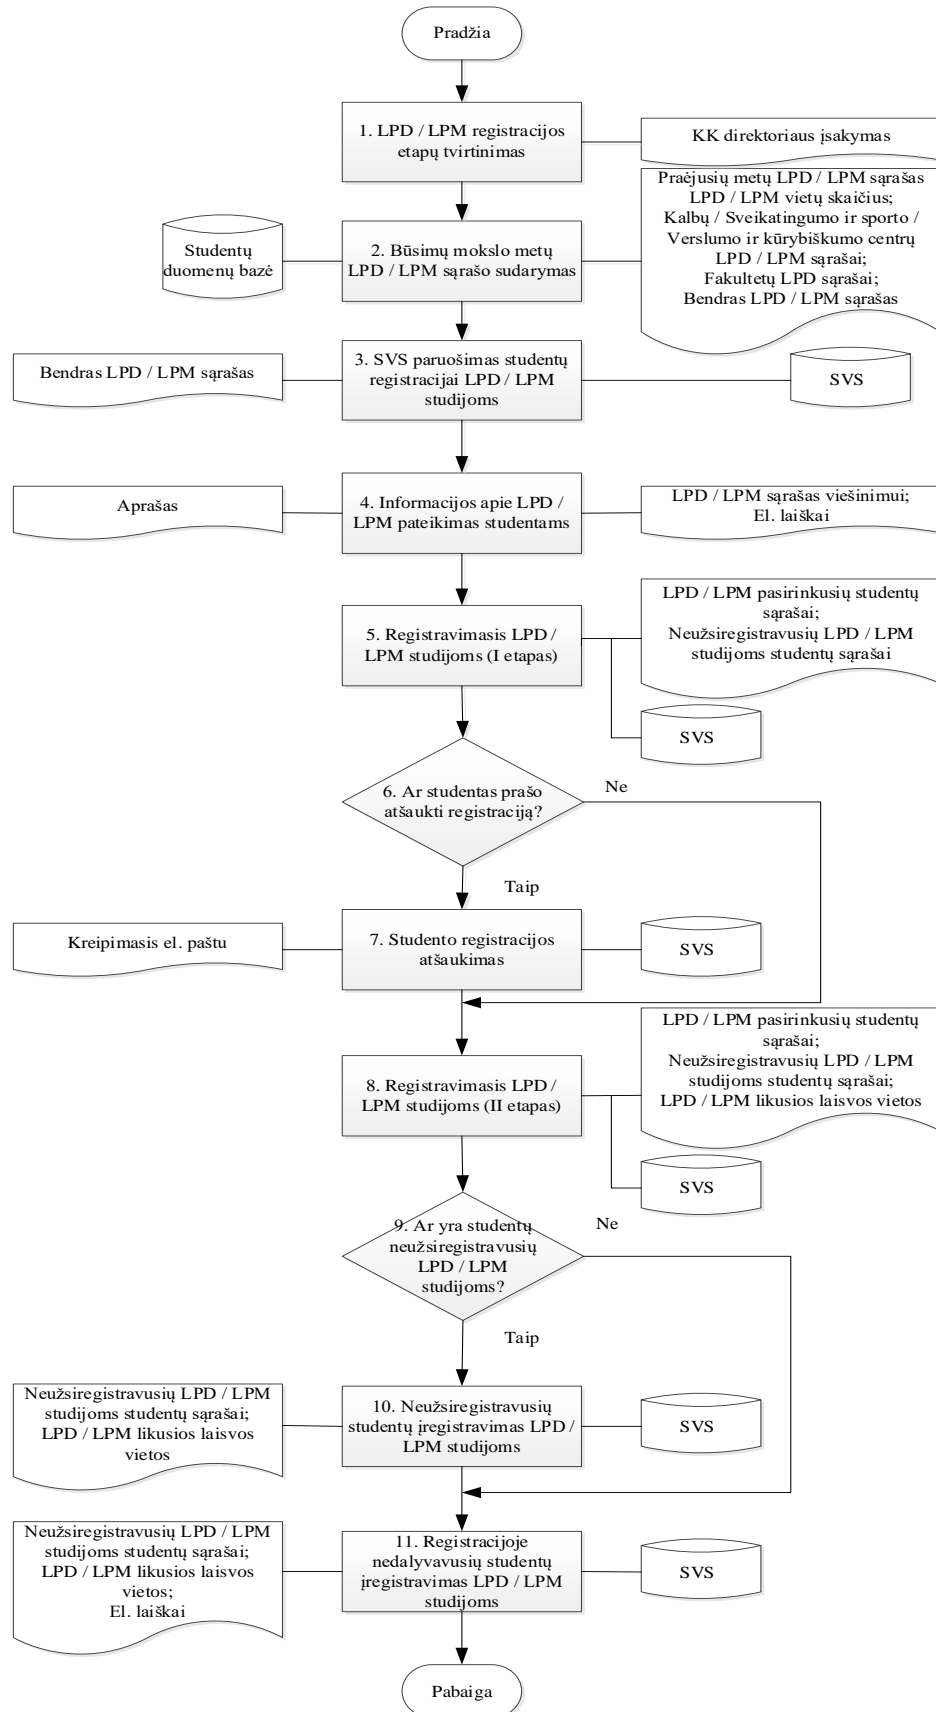 Pradžia
1. LPD / LPM registracijos
etapų tvirtinimas
KK direktoriaus įsakymas
Studentų
duomenų bazė
2. Būsimų mokslo metų
LPD / LPM sąrašo sudarymas
Praėjusių metų LPD / LPM sąrašas
LPD / LPM vietų skaičius;
Kalbų / Sveikatingumo ir sporto /
Verslumo ir kūrybiškumo centrų
LPD / LPM sąrašai;
Fakultetų LPD sąrašai;
Bendras LPD / LPM sąrašas
Bendras LPD / LPM sąrašas
3. SVS paruošimas studentų
registracijai LPD / LPM
studijoms
SVS
Aprašas
4. Informacijos apie LPD /
LPM pateikimas studentams
LPD / LPM sąrašas viešinimui;
El. laiškai
5. Registravimasis LPD /
LPM studijoms (I etapas)
LPD / LPM pasirinkusių studentų
sąrašai;
Neužsiregistravusių LPD / LPM
studijoms studentų sąrašai
SVS
6. Ar studentas prašo
atšaukti registraciją?
Ne
Taip
Kreipimasis el. paštu
7. Studento registracijos
atšaukimas
SVS
8. Registravimasis LPD /
LPM studijoms (II etapas)
LPD / LPM pasirinkusių studentų
sąrašai;
Neužsiregistravusių LPD / LPM
studijoms studentų sąrašai;
LPD / LPM likusios laisvos vietos
SVS
9. Ar yra studentų
neužsiregistravusių
LPD / LPM
studijoms?
Ne
Taip
Neužsiregistravusių LPD / LPM
studijoms studentų sąrašai;
LPD / LPM likusios laisvos
vietos
10. Neužsiregistravusių
studentų įregistravimas LPD /
LPM studijoms
SVS
Neužsiregistravusių LPD / LPM
studijoms studentų sąrašai;
LPD / LPM likusios laisvos
vietos;
El. laiškai
11. Registracijoje
nedalyvavusių studentų
įregistravimas LPD / LPM
studijoms
SVS
Pabaiga